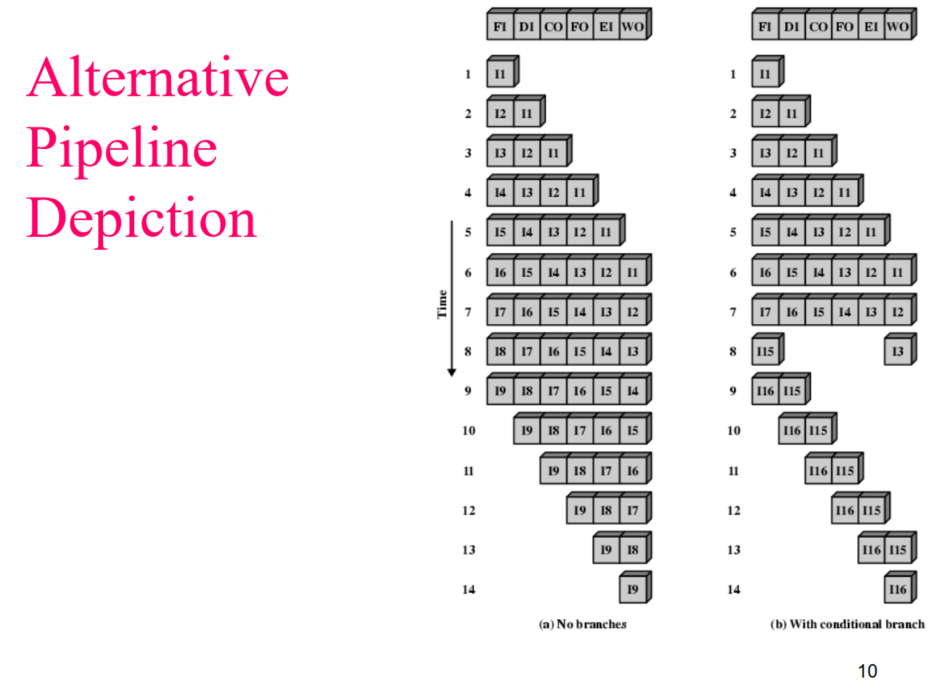 Alternative
Pipeline
Depiction
Time
FI DI CO FO EI WO
1 I1
2 I2 I1
3 I3 I2 I1
4 I4 I3 I2 I1
5 I5 I4 I3 I2 I1
6 I6 I5 I4 I3 I2 I1
7 I7 I6 I5 I4 I3 I2
8 I8 I7 I6 I5 I4 I3
9 I9 I8 I7 I6 I5 I4
10 I9 I8 I7 I6 I5
11 I9 I8 I7 I6
12 I9 I8 I7
13 I9 I8
14 I9
(a) No branches
FI DI CO FO EI WO
1 I1
2 I2 I1
3 I3 I2 I1
4 I4 I3 I2 I1
5 I5 I4 I3 I2 I1
6 I6 I5 I4 I3 I2 I1
7 I7 I6 I5 I4 I3 I2
8 I15 I3
9 I16 I15
10 I16 I15
11 I16 I15
12 I16 I15
13 I16 I15
14 I16
(b) With conditional branch
10